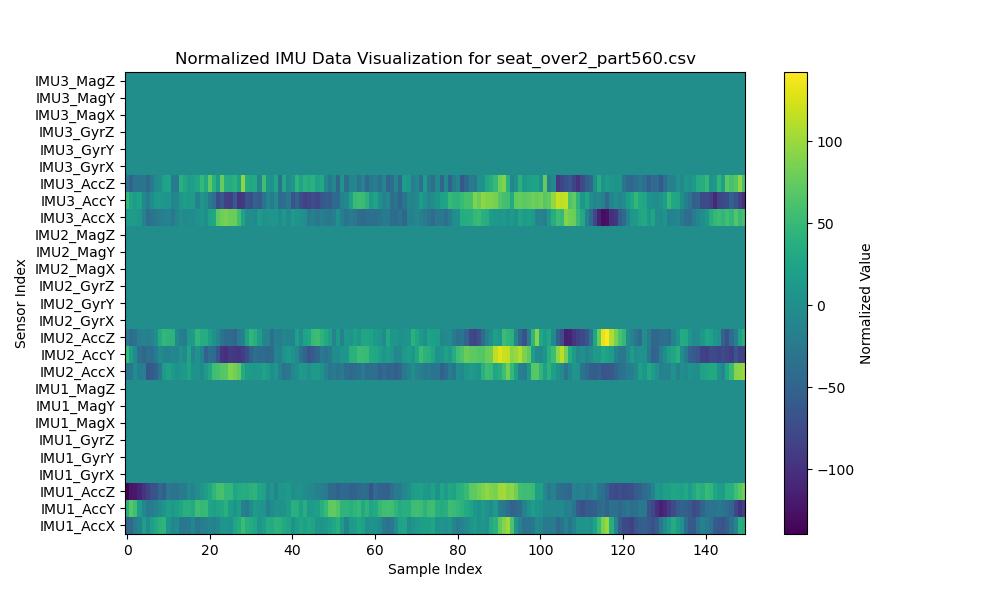 Normalized IMU Data Visualization for seat_over2_part560.csv
IMU3_MagZ
IMU3_MagY
IMU3_MagX
IMU3_GyrZ
IMU3_GyrY
IMU3_GyrX
IMU3_AccZ
IMU3_AccY
IMU3_AccX
IMU2_MagZ
IMU2_MagY
IMU2_MagX
IMU2_GyrZ
IMU2_GyrY
IMU2_GyrX
IMU2_AccZ
IMU2_AccY
IMU2_AccX
IMU1_MagZ
IMU1_MagY
IMU1_MagX
IMU1_GyrZ
IMU1_GyrY
IMU1_GyrX
IMU1_AccZ
IMU1_AccY
IMU1_AccX
Sensor Index
0 20 40 60 80 100 120 140
Sample Index
100
50
0
−50
−100
Normalized Value